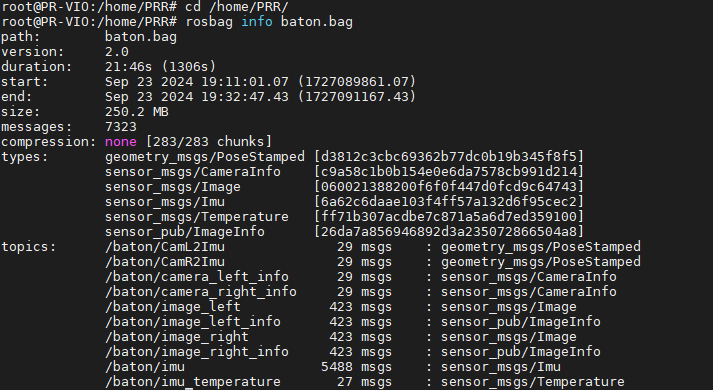 root@PR-VIO:/home/PRR# cd /home/PRR/
root@PR-VIO:/home/PRR# rosbag info baton.bag
path:        baton.bag
version:     2.0
duration:    21:46s (1306s)
start:       Sep 23 2024 19:11:01.07 (1727089861.07)
end:         Sep 23 2024 19:32:47.43 (1727091167.43)
size:        250.2 MB
messages:    7323
compression: none [283/283 chunks]
types:       geometry_msgs/PoseStamped [d3812c3cbc69362b77dc0b19b345f8f5]
             sensor_msgs/CameraInfo    [c9a58c1b0b154e0e6da7578cb991d214]
             sensor_msgs/Image         [060021388200f6f0f447d0fcd9c64743]
             sensor_msgs/Imu           [6a62c6daae103f4ff57a132d6f95cec2]
             sensor_msgs/Temperature   [ff71b307acdbe7c871a5a6d7ed359100]
             sensor_pub/ImageInfo      [26da7a856946892d3a235072866504a8]
topics:      /baton/CamL2Imu             29 msgs    : geometry_msgs/PoseStamped
             /baton/CamR2Imu             29 msgs    : geometry_msgs/PoseStamped
             /baton/camera_left_info     29 msgs    : sensor_msgs/CameraInfo
             /baton/camera_right_info    29 msgs    : sensor_msgs/CameraInfo
             /baton/image_left          423 msgs    : sensor_msgs/Image
             /baton/image_left_info     423 msgs    : sensor_pub/ImageInfo
             /baton/image_right         423 msgs    : sensor_msgs/Image
             /baton/image_right_info    423 msgs    : sensor_pub/ImageInfo
             /baton/imu                5488 msgs    : sensor_msgs/Imu
             /baton/imu_temperature      27 msgs    : sensor_msgs/Temperature